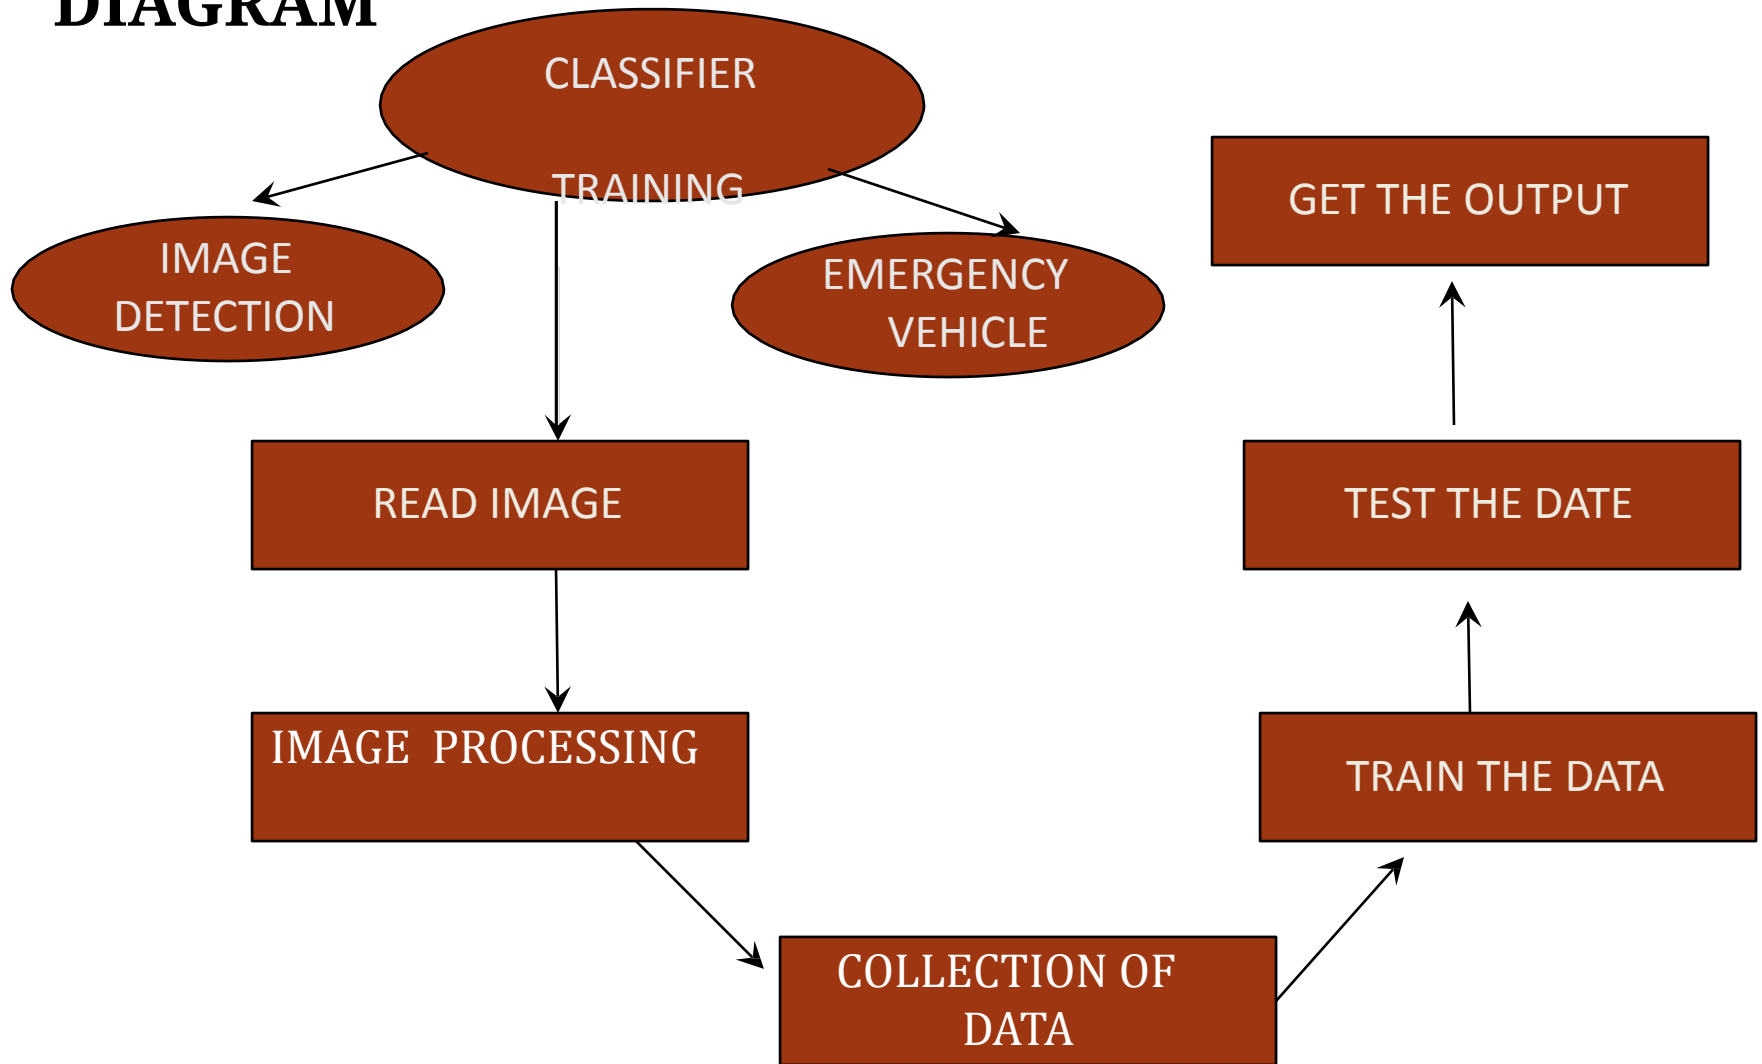 DIAGRAM
CLASSIFIER
TRAINING
IMAGE
DETECTION
EMERGENCY
VEHICLE
READ IMAGE
IMAGE PROCESSING
COLLECTION OF
DATA
TRAIN THE DATA
TEST THE DATE
GET THE OUTPUT